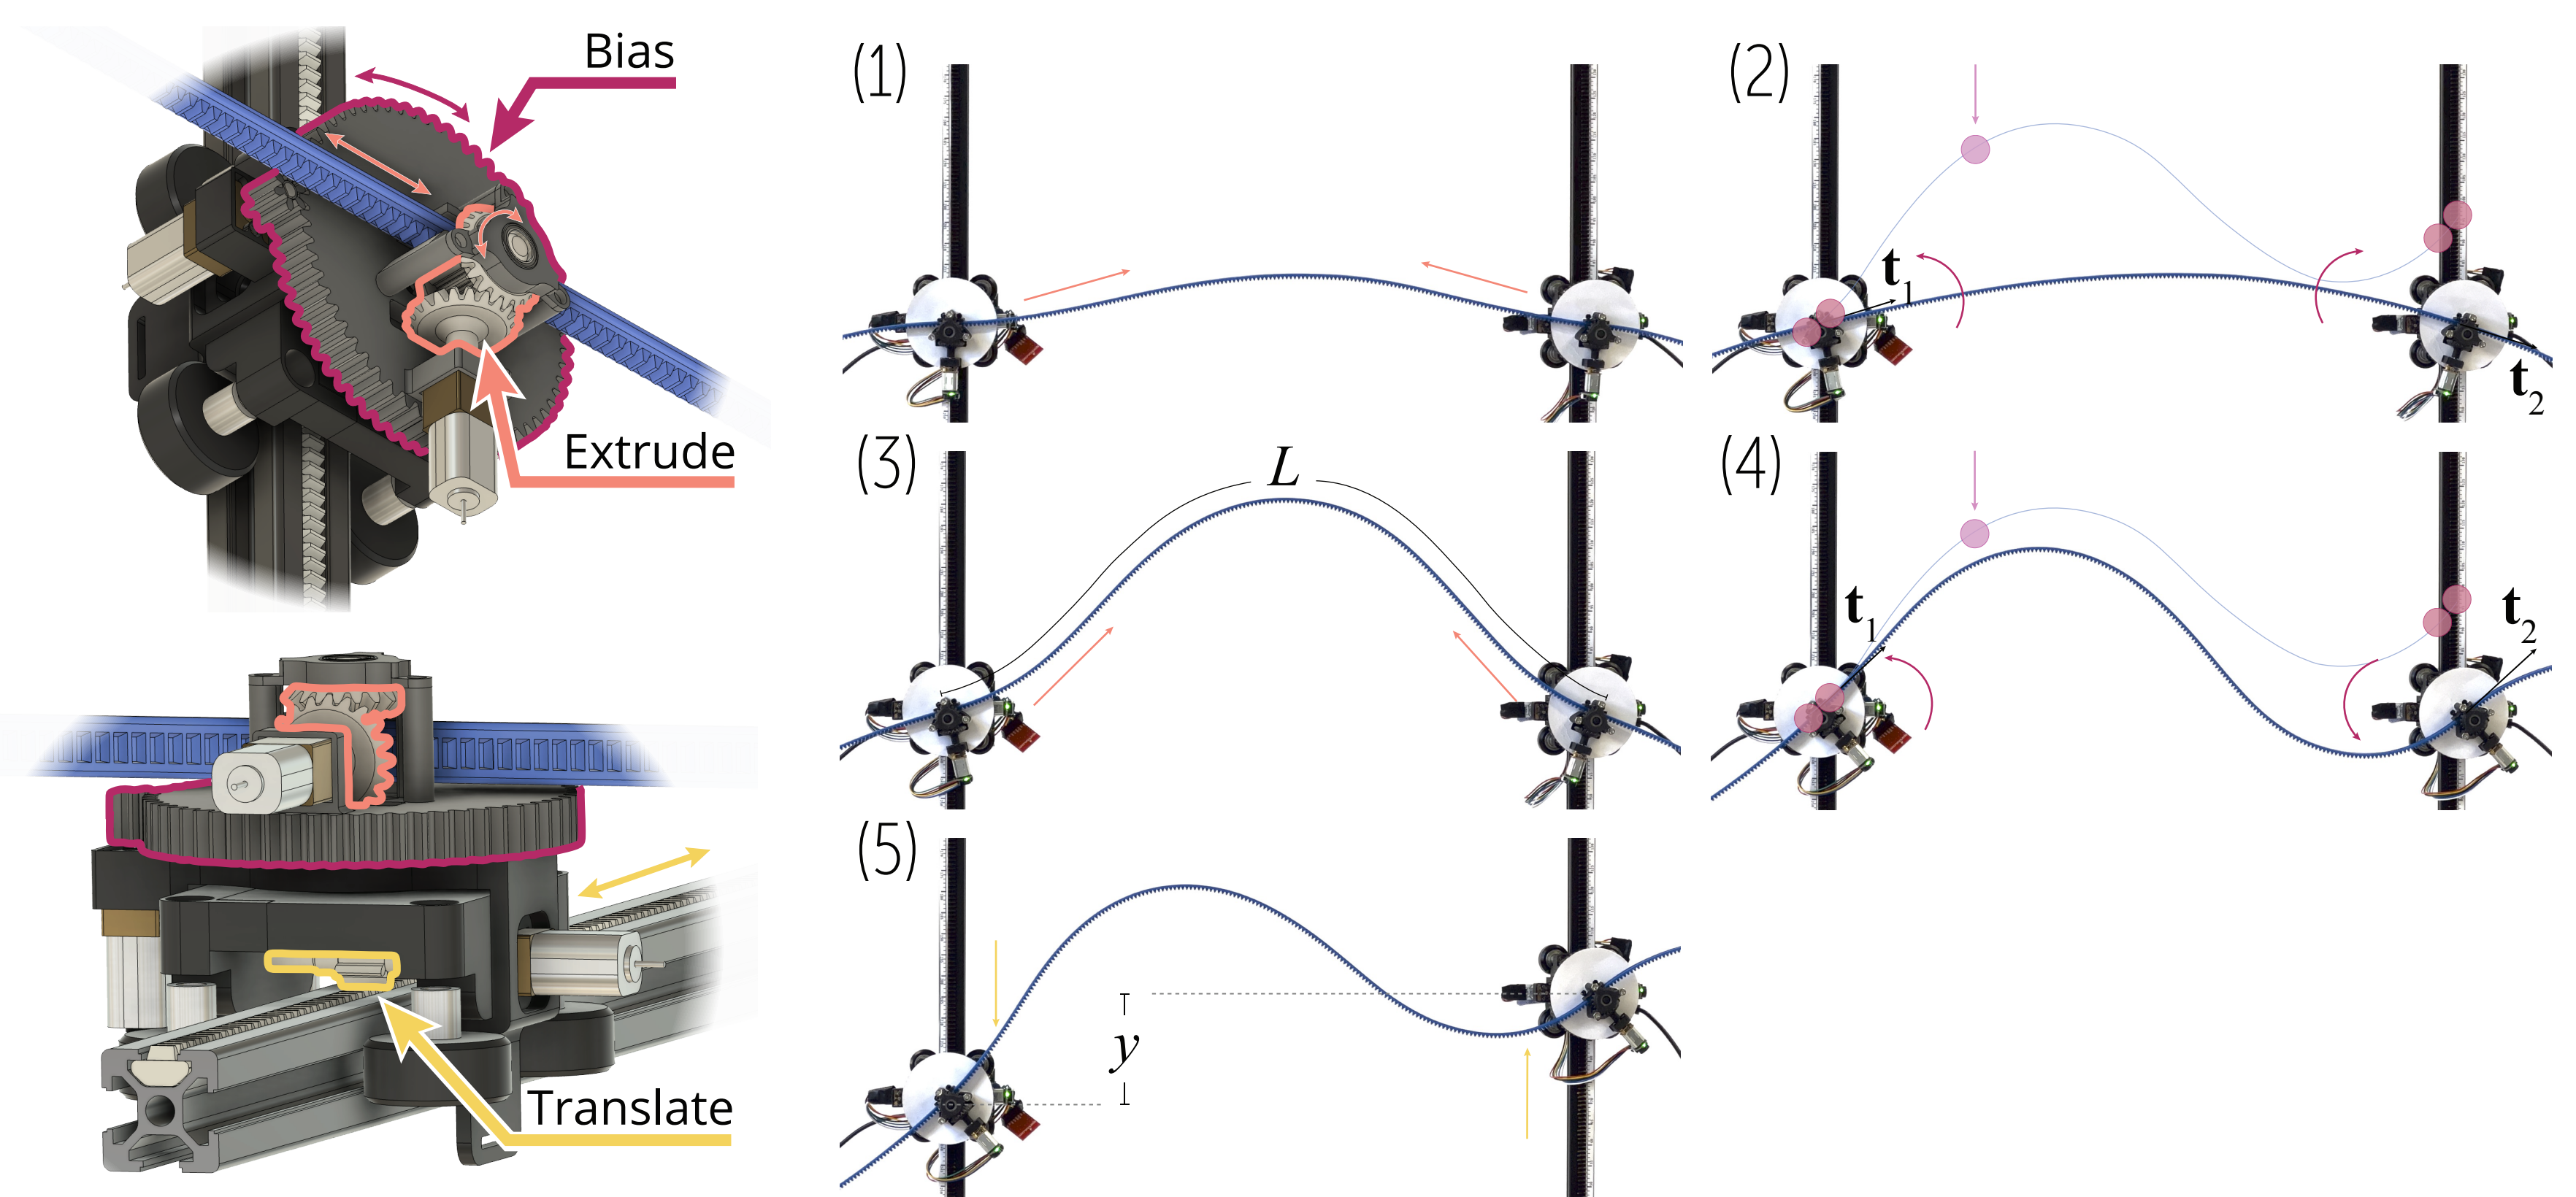 Bias
Extrude
Translate
(1)
(2)
t1
t2
(3)
L
(4)
t1
t2
(5)
y